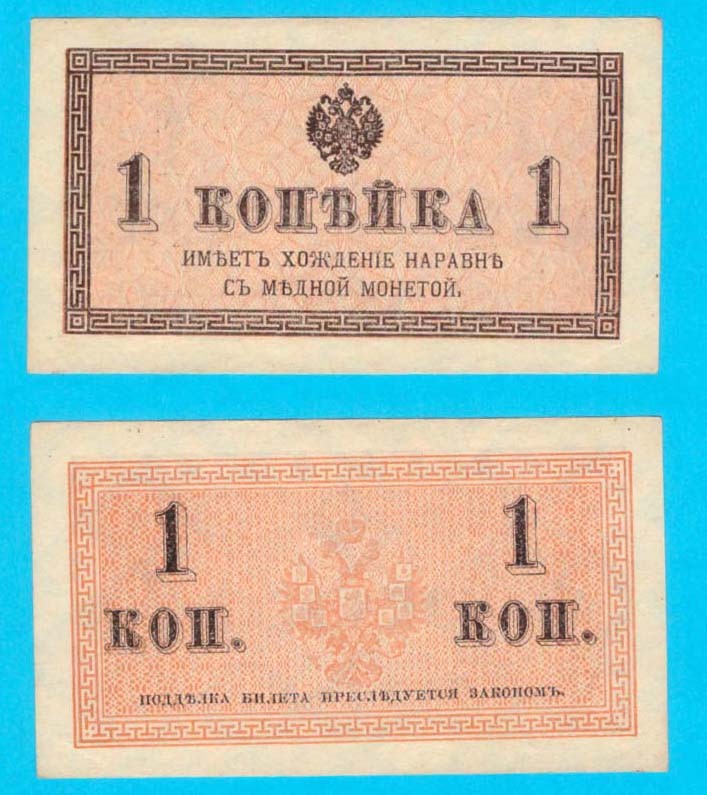 1 КОПѢЙКА 1
ИМѢЕТЪ ХОЖДЕНІЕ НАРАВНѢ
СЪ МѢДНОЙ МОНЕТОЙ.
1 1
КОП. КОП.
ПОДДѢЛКА БИЛЕТА ПРЕСЛѢДУЕТСЯ ЗАКОНОМЪ.